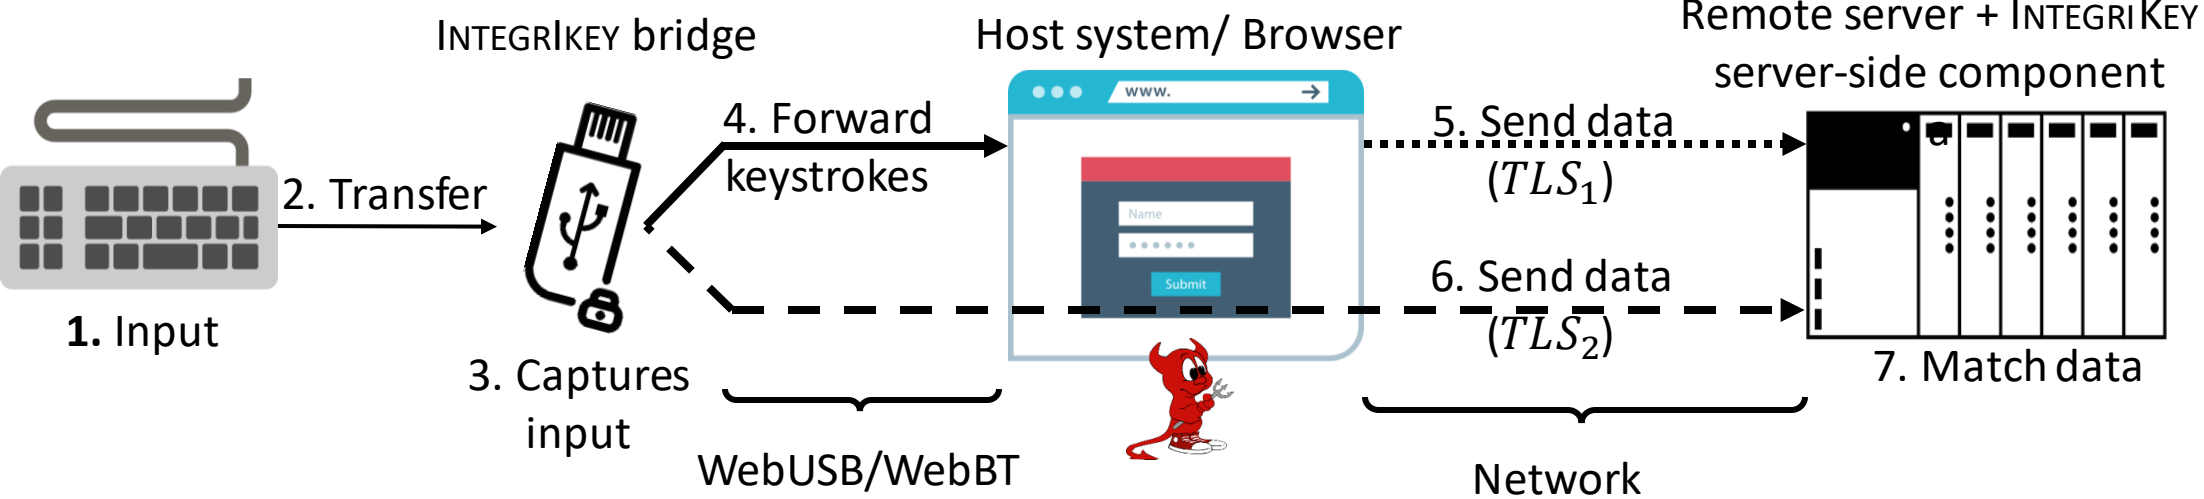 INTEGRIKEY bridge
Host system/ Browser
Remote server + INTEGRIKEY
server-side component
www.
4. Forward
keystrokes
5. Send data
(TLS₁)
a
2. Transfer
Name
Submit
6. Send data
(TLS₂)
1. Input
3. Captures
input
7. Match data
WebUSB/WebBT
Network